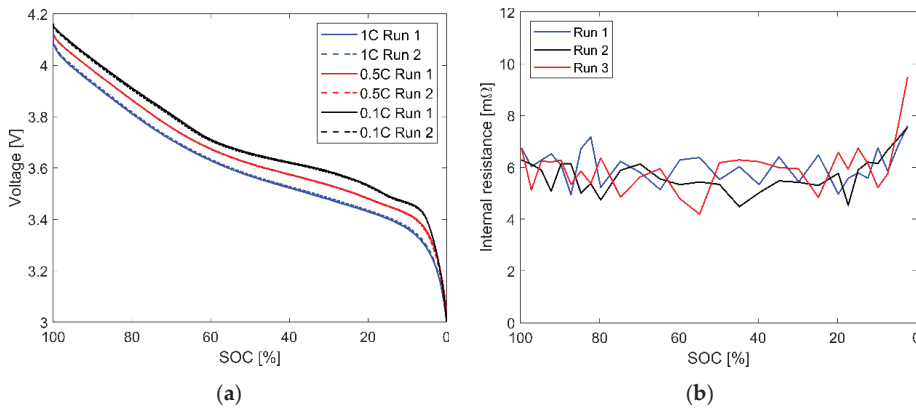 4.2
4
3.8
3.6
3.4
3.2
3
Voltage [V]
100
80
60
40
20
0
SOC [%]
1C Run 1
1C Run 2
0.5C Run 1
0.5C Run 2
0.1C Run 1
0.1C Run 2
(a)
12
10
8
6
4
2
0
Internal resistance [mΩ]
100
80
60
40
20
0
SOC [%]
Run 1
Run 2
Run 3
(b)